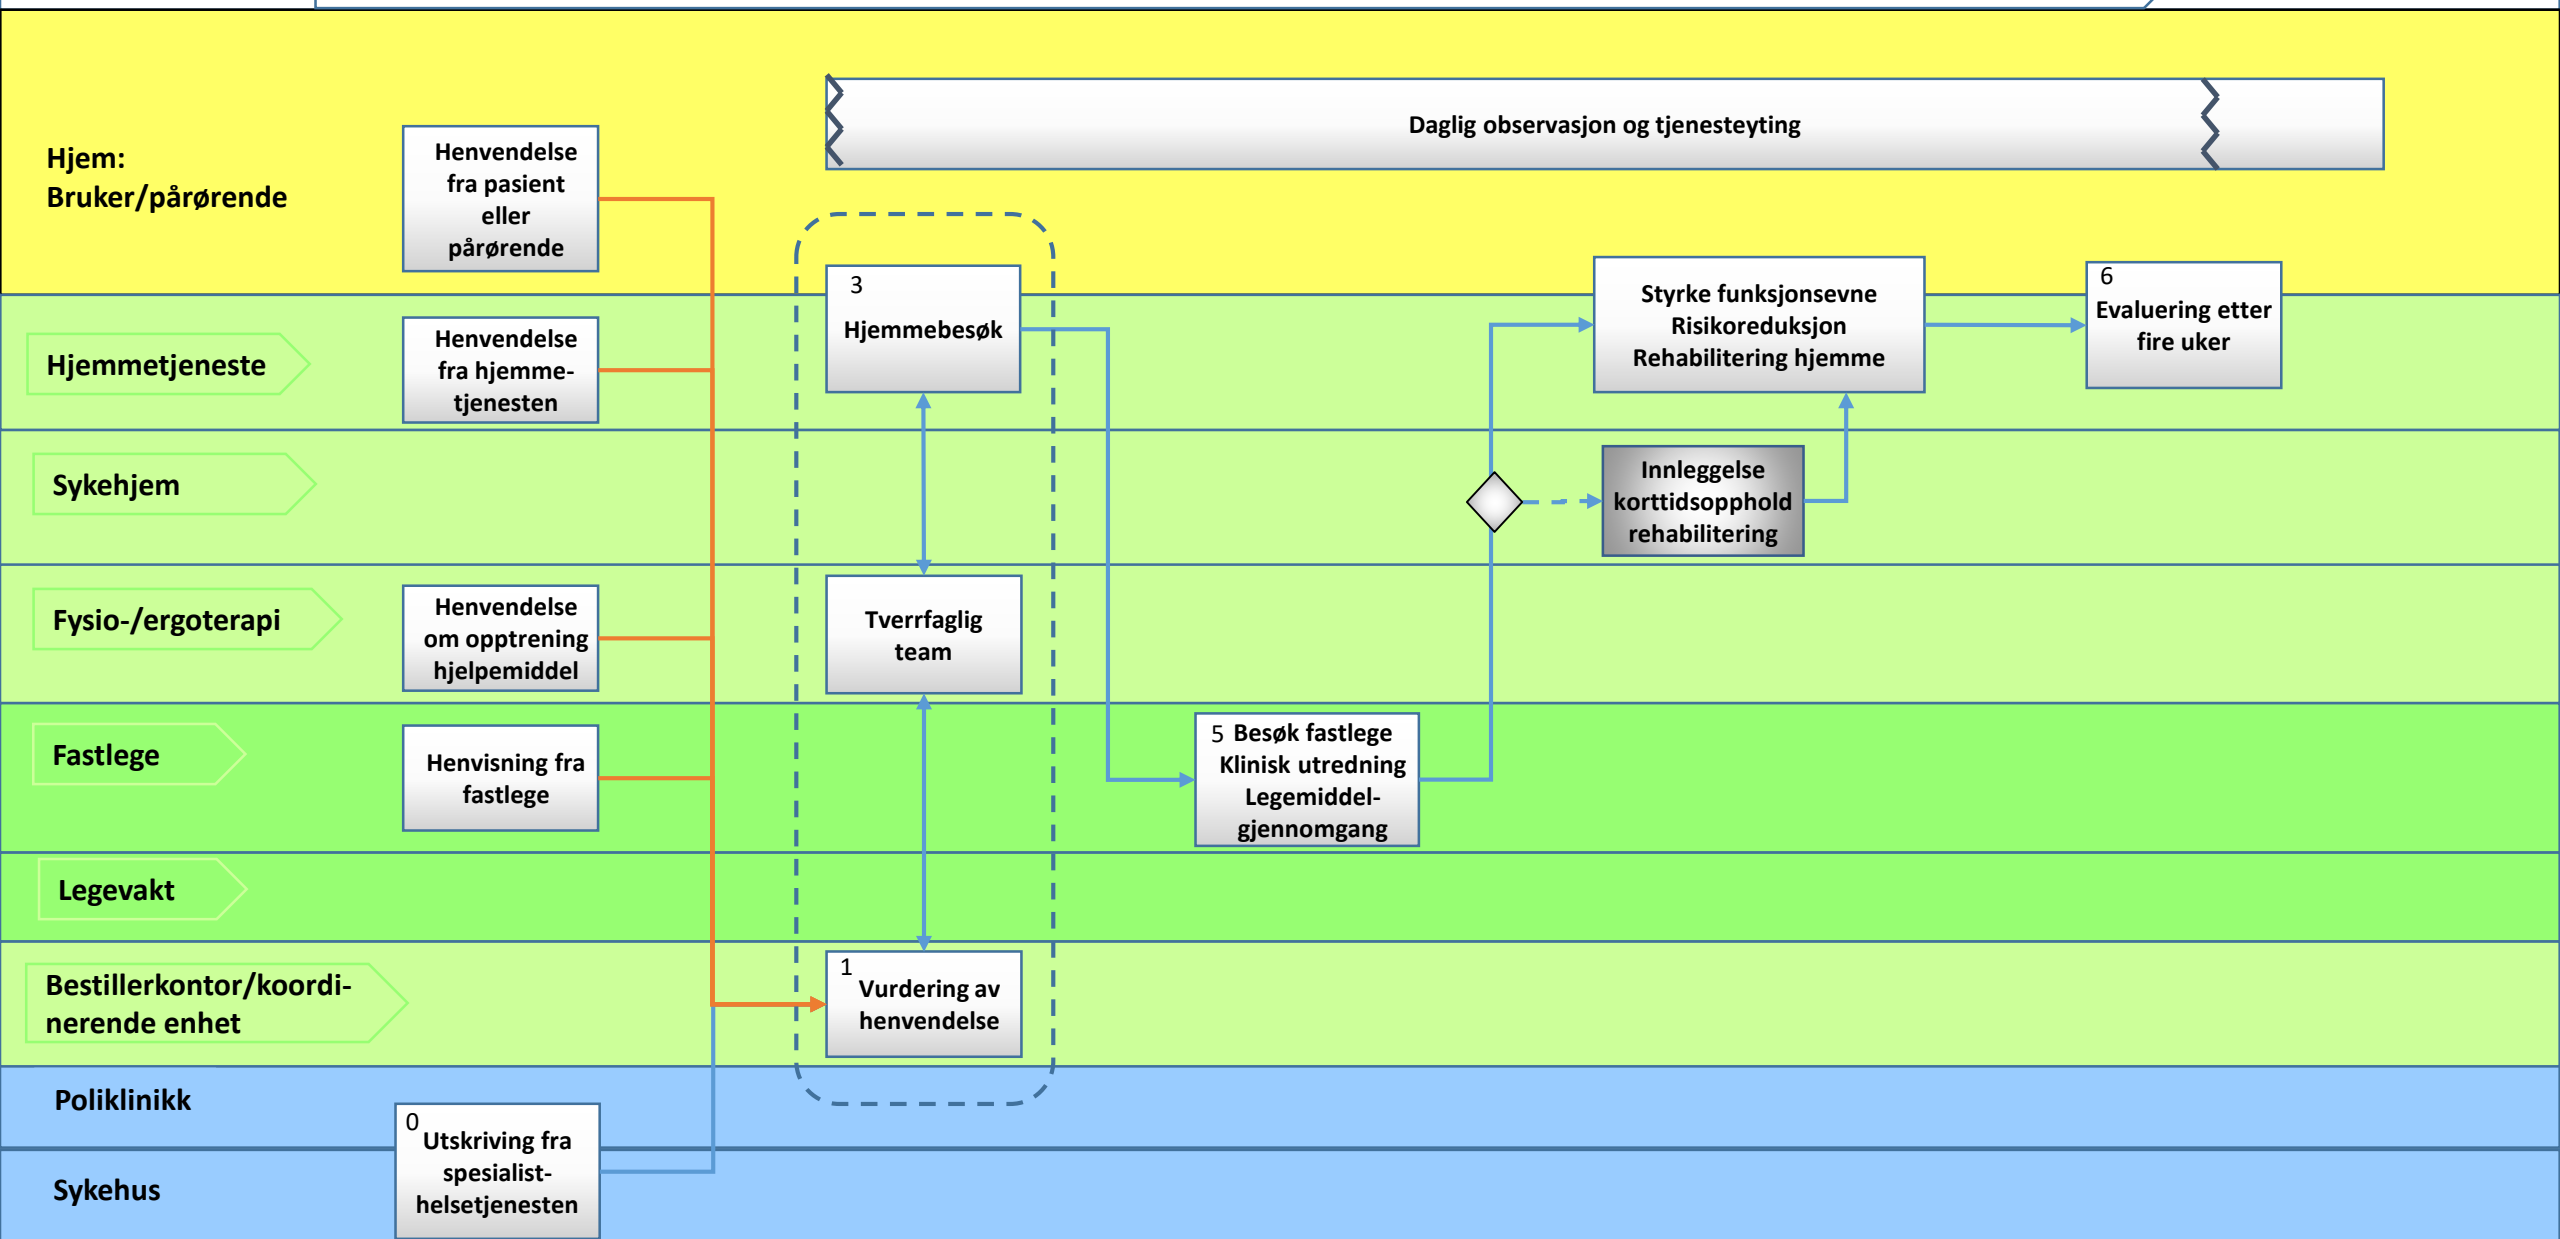 Daglig observasjon og tjenesteyting
Hjem:
Bruker/pårørende
Henvendelse
fra pasient
eller
pårørende
3
Hjemmebesøk
Styrke funksjonsevne
Risikoreduksjon
Rehabilitering hjemme
6
Evaluering etter
fire uker
Hjemmetjeneste
Henvendelse
fra hjemme-
tjenesten
Sykehjem
Innleggelse
korttidsopphold
rehabilitering
Fysio-/ergoterapi
Henvendelse
om opptrening
hjelpemiddel
Tverrfaglig
team
Fastlege
Henvisning fra
fastlege
5 Besøk fastlege
Klinisk utredning
Legemiddel-
gjennomgang
Legevakt
Bestillerkontor/koordi-
nerende enhet
1
Vurdering av
henvendelse
Poliklinikk
0
Utskriving fra
spesialist-
helsetjenesten
Sykehus